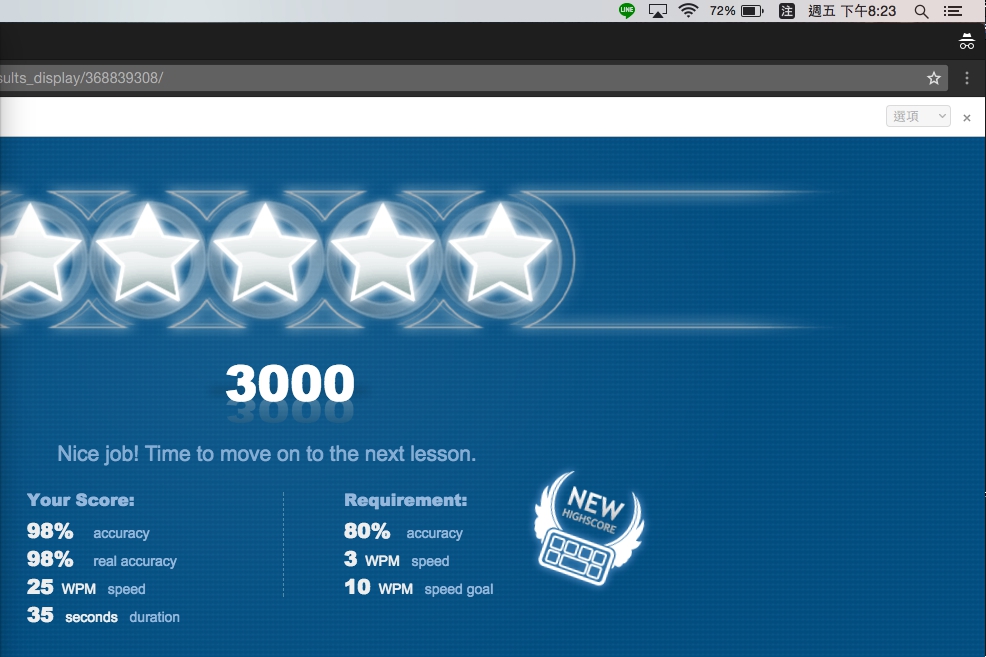 LINE 72% 注 週五 下午8:23
sults_display/368839308/
選項 ×
3000
Nice job! Time to move on to the next lesson.
Your Score:
98% accuracy
98% real accuracy
25 WPM speed
35 seconds duration
Requirement:
80% accuracy
3 WPM speed
10 WPM speed goal
NEW
HIGHSCORE